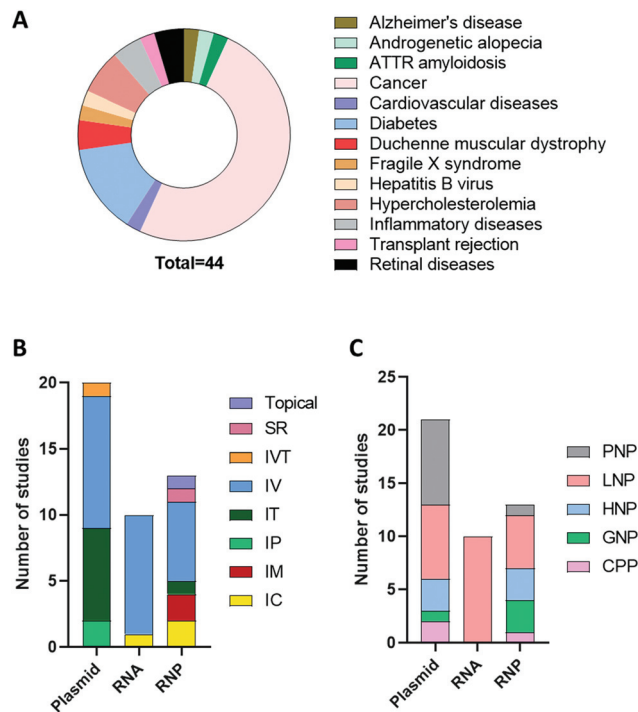 A
Alzheimer's disease
Androgenetic alopecia
ATTR amyloidosis
Cancer
Cardiovascular diseases
Diabetes
Duchenne muscular dystrophy
Fragile X syndrome
Hepatitis B virus
Hypercholesterolemia
Inflammatory diseases
Transplant rejection
Retinal diseases
Total=44
B
Number of studies
20
15
10
5
0
Plasmid
RNA
RNP
Topical
SR
IVT
IV
IT
IP
IM
IC
C
Number of studies
25
20
15
10
5
0
Plasmid
RNA
RNP
PNP
LNP
HNP
GNP
CPP